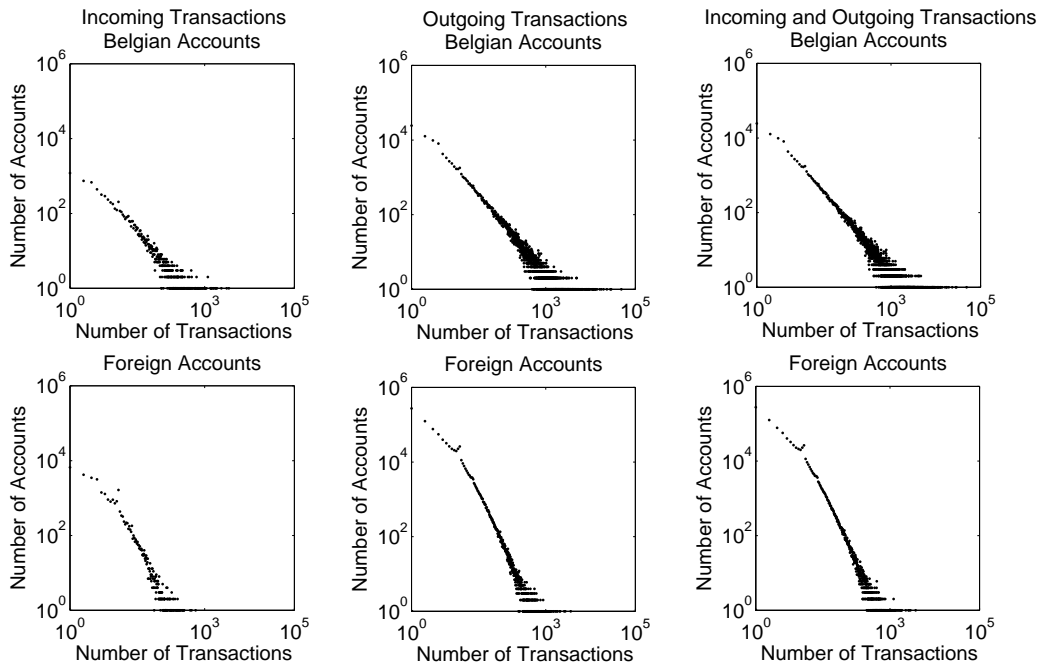 Incoming Transactions
Belgian Accounts
10^6
10^4
10^2
10^0
Number of Accounts
10^0
10^3
10^5
Number of Transactions
Outgoing Transactions
Belgian Accounts
10^6
10^4
10^2
10^0
Number of Accounts
10^0
10^3
10^5
Number of Transactions
Incoming and Outgoing Transactions
Belgian Accounts
10^6
10^4
10^2
10^0
Number of Accounts
10^0
10^3
10^5
Number of Transactions
Foreign Accounts
10^6
10^4
10^2
10^0
Number of Accounts
10^0
10^3
10^5
Number of Transactions
Foreign Accounts
10^6
10^4
10^2
10^0
Number of Accounts
10^0
10^3
10^5
Number of Transactions
Foreign Accounts
10^6
10^4
10^2
10^0
Number of Accounts
10^0
10^3
10^5
Number of Transactions